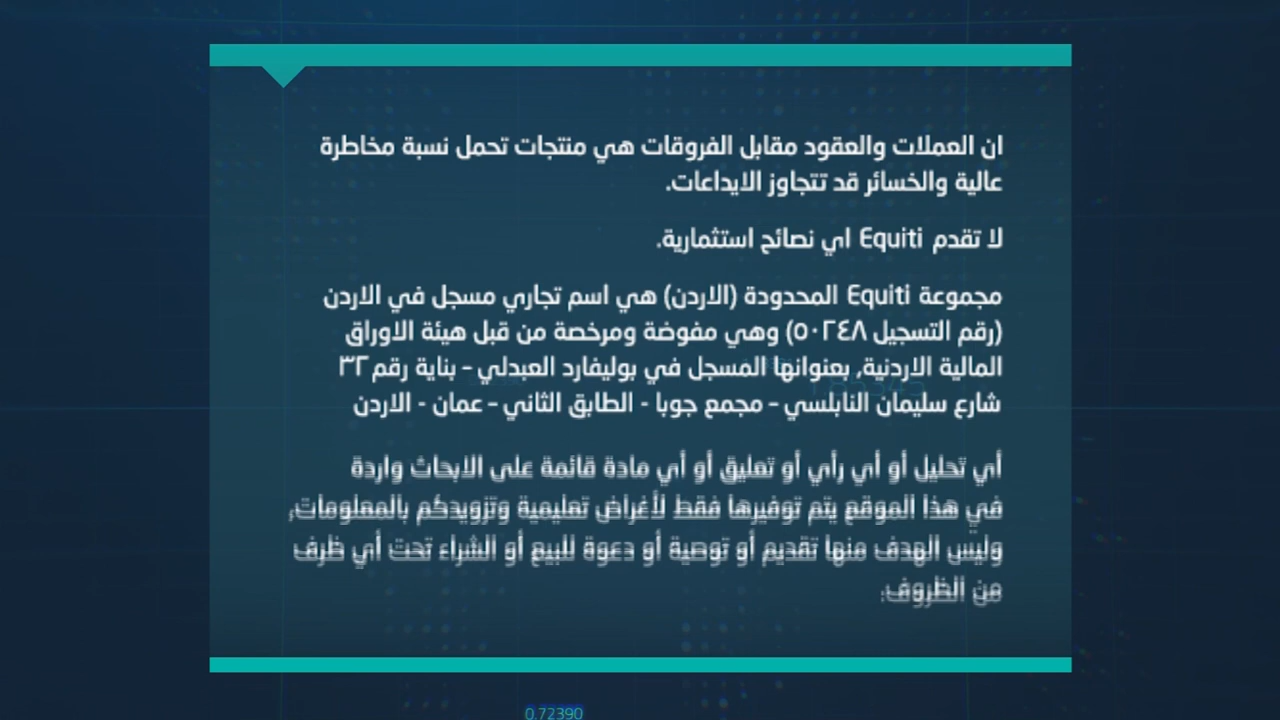 ان العملات والعقود مقابل الفروقات هي منتجات تحمل نسبة مخاطرة
عالية والخسائر قد تتجاوز الايداعات.
لا تقدم Equiti اي نصائح استثمارية.
مجموعة Equiti المحدودة (الاردن) هي اسم تجاري مسجل في الاردن
(رقم التسجيل ٥٠٢٤٨) وهي مفوضة ومرخصة من قبل هيئة الاوراق
المالية الاردنية, بعنوانها المسجل في بوليفارد العبدلي - بناية رقم ٣٢
شارع سليمان النابلسي - مجمع جوبا - الطابق الثاني - عمان - الاردن
أي تحليل أو أي رأي أو تعليق أو أي مادة قائمة على الابحاث واردة
في هذا الموقع يتم توفيرها فقط لأغراض تعليمية وتزويدكم بالمعلومات,
وليس الهدف منها تقديم أو توصية أو دعوة للبيع أو الشراء تحت أي ظرف
من الظروف.
0.72390